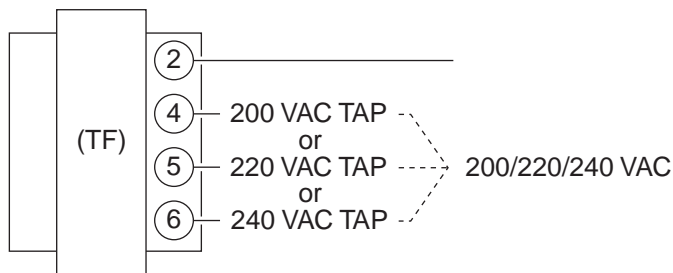 2
(TF)
4 200 VAC TAP
or
5 220 VAC TAP 200/220/240 VAC
or
6 240 VAC TAP